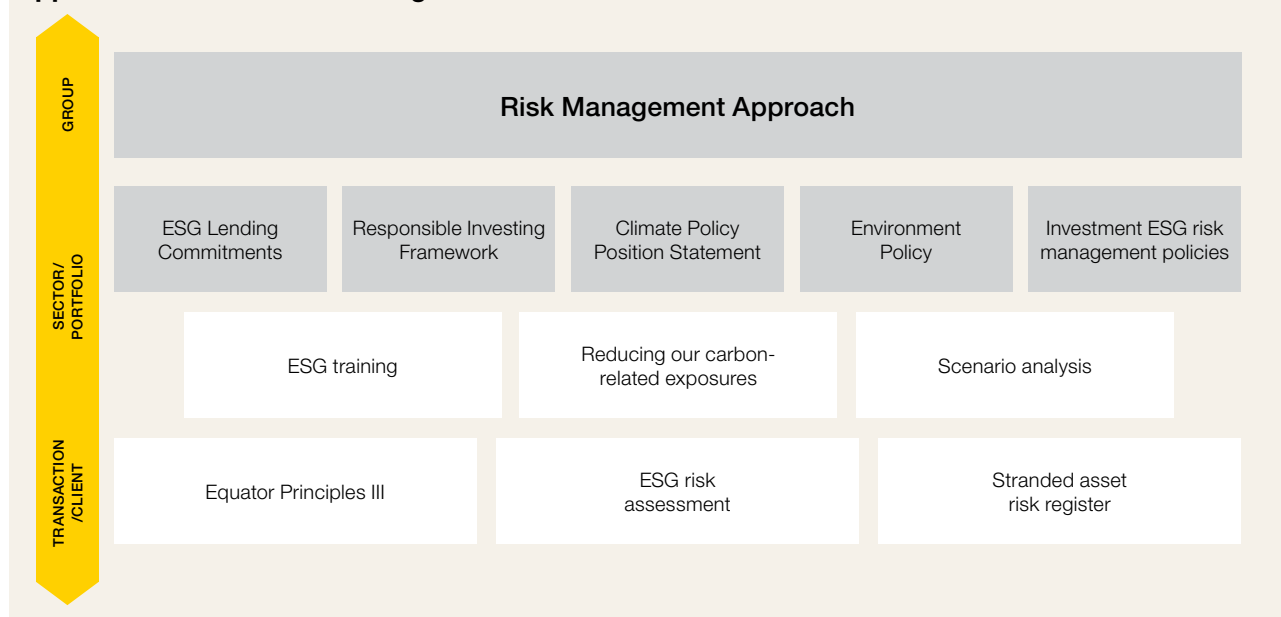 GROUP
Risk Management Approach
SECTOR/
PORTFOLIO
ESG Lending
Commitments
Responsible Investing
Framework
Climate Policy
Position Statement
Environment
Policy
Investment ESG risk
management policies
ESG training
Reducing our carbon-
related exposures
Scenario analysis
TRANSACTION
/CLIENT
Equator Principles III
ESG risk
assessment
Stranded asset
risk register